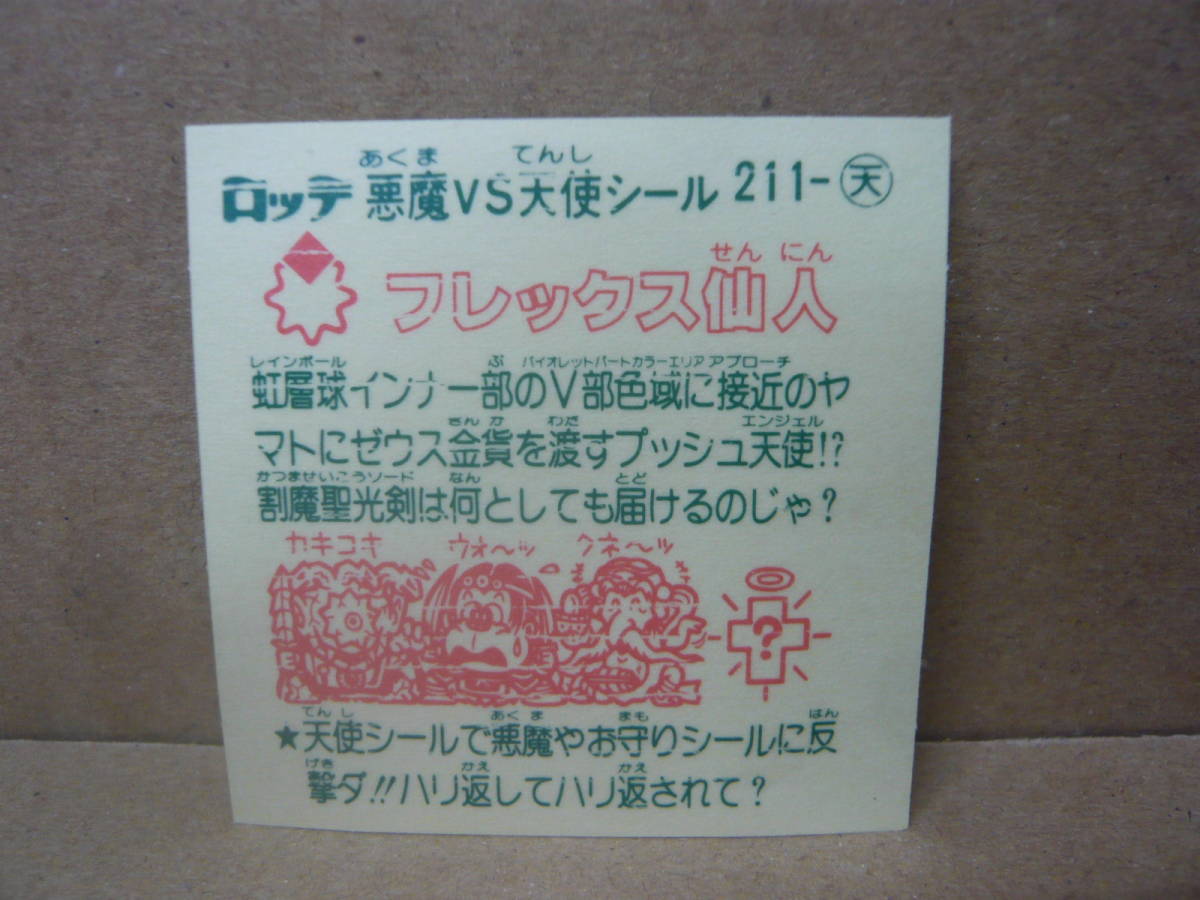 あくま てんし
ロッテ 悪魔VS天使シール 211-天
せん にん
フレックス仙人
レインボール ぶ バイオレットパートカラーエリア アプローチ
虹層球インナー部のV部色域に接近のヤ
きん か わた エンジェル
マトにゼウス金貨を渡すプッシュ天使!?
かつませいこうソード なん とど
割魔聖光剣は何としても届けるのじゃ?
カキコキ ウオ〜ッ クネ〜ッ
?
てんし あくま まも はん
★天使シールで悪魔やお守りシールに反
げき かえ かえ
撃ダ!!ハリ返してハリ返されて?